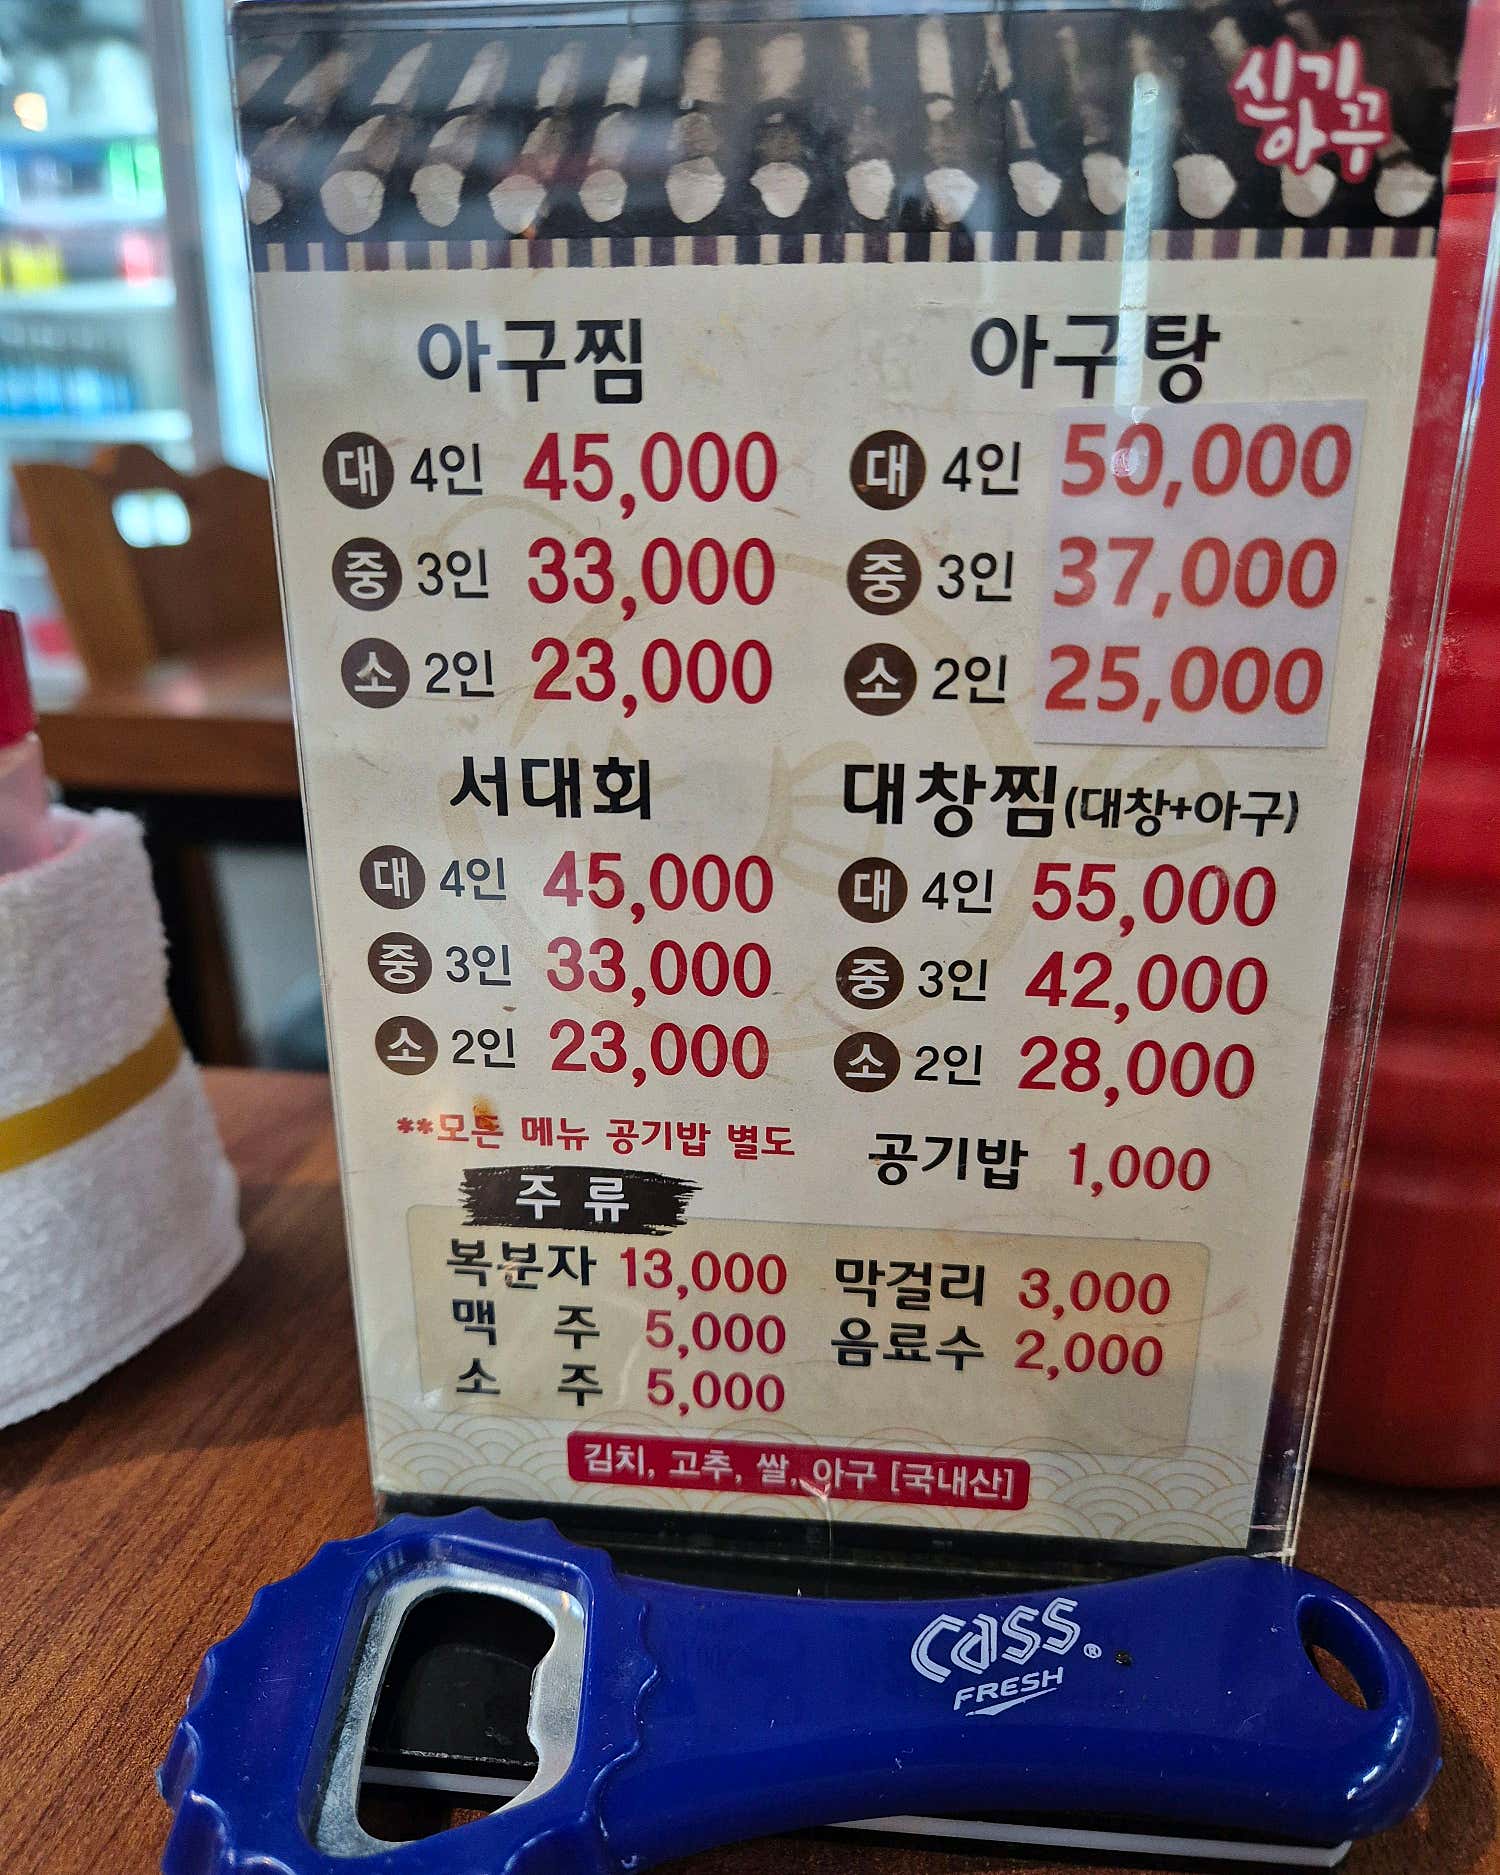 신기
아꾸
아구찜
대 4인 45,000
중 3인 33,000
소 2인 23,000
아구탕
대 4인 50,000
중 3인 37,000
소 2인 25,000
서대회
대 4인 45,000
중 3인 33,000
소 2인 23,000
대창찜(대창+아구)
대 4인 55,000
중 3인 42,000
소 2인 28,000
**모든 메뉴 공기밥 별도
공기밥 1,000
주류
복분자 13,000
맥주 5,000
소주 5,000
막걸리 3,000
음료수 2,000
김치, 고추, 쌀, 아구 [국내산]
Cass®
FRESH